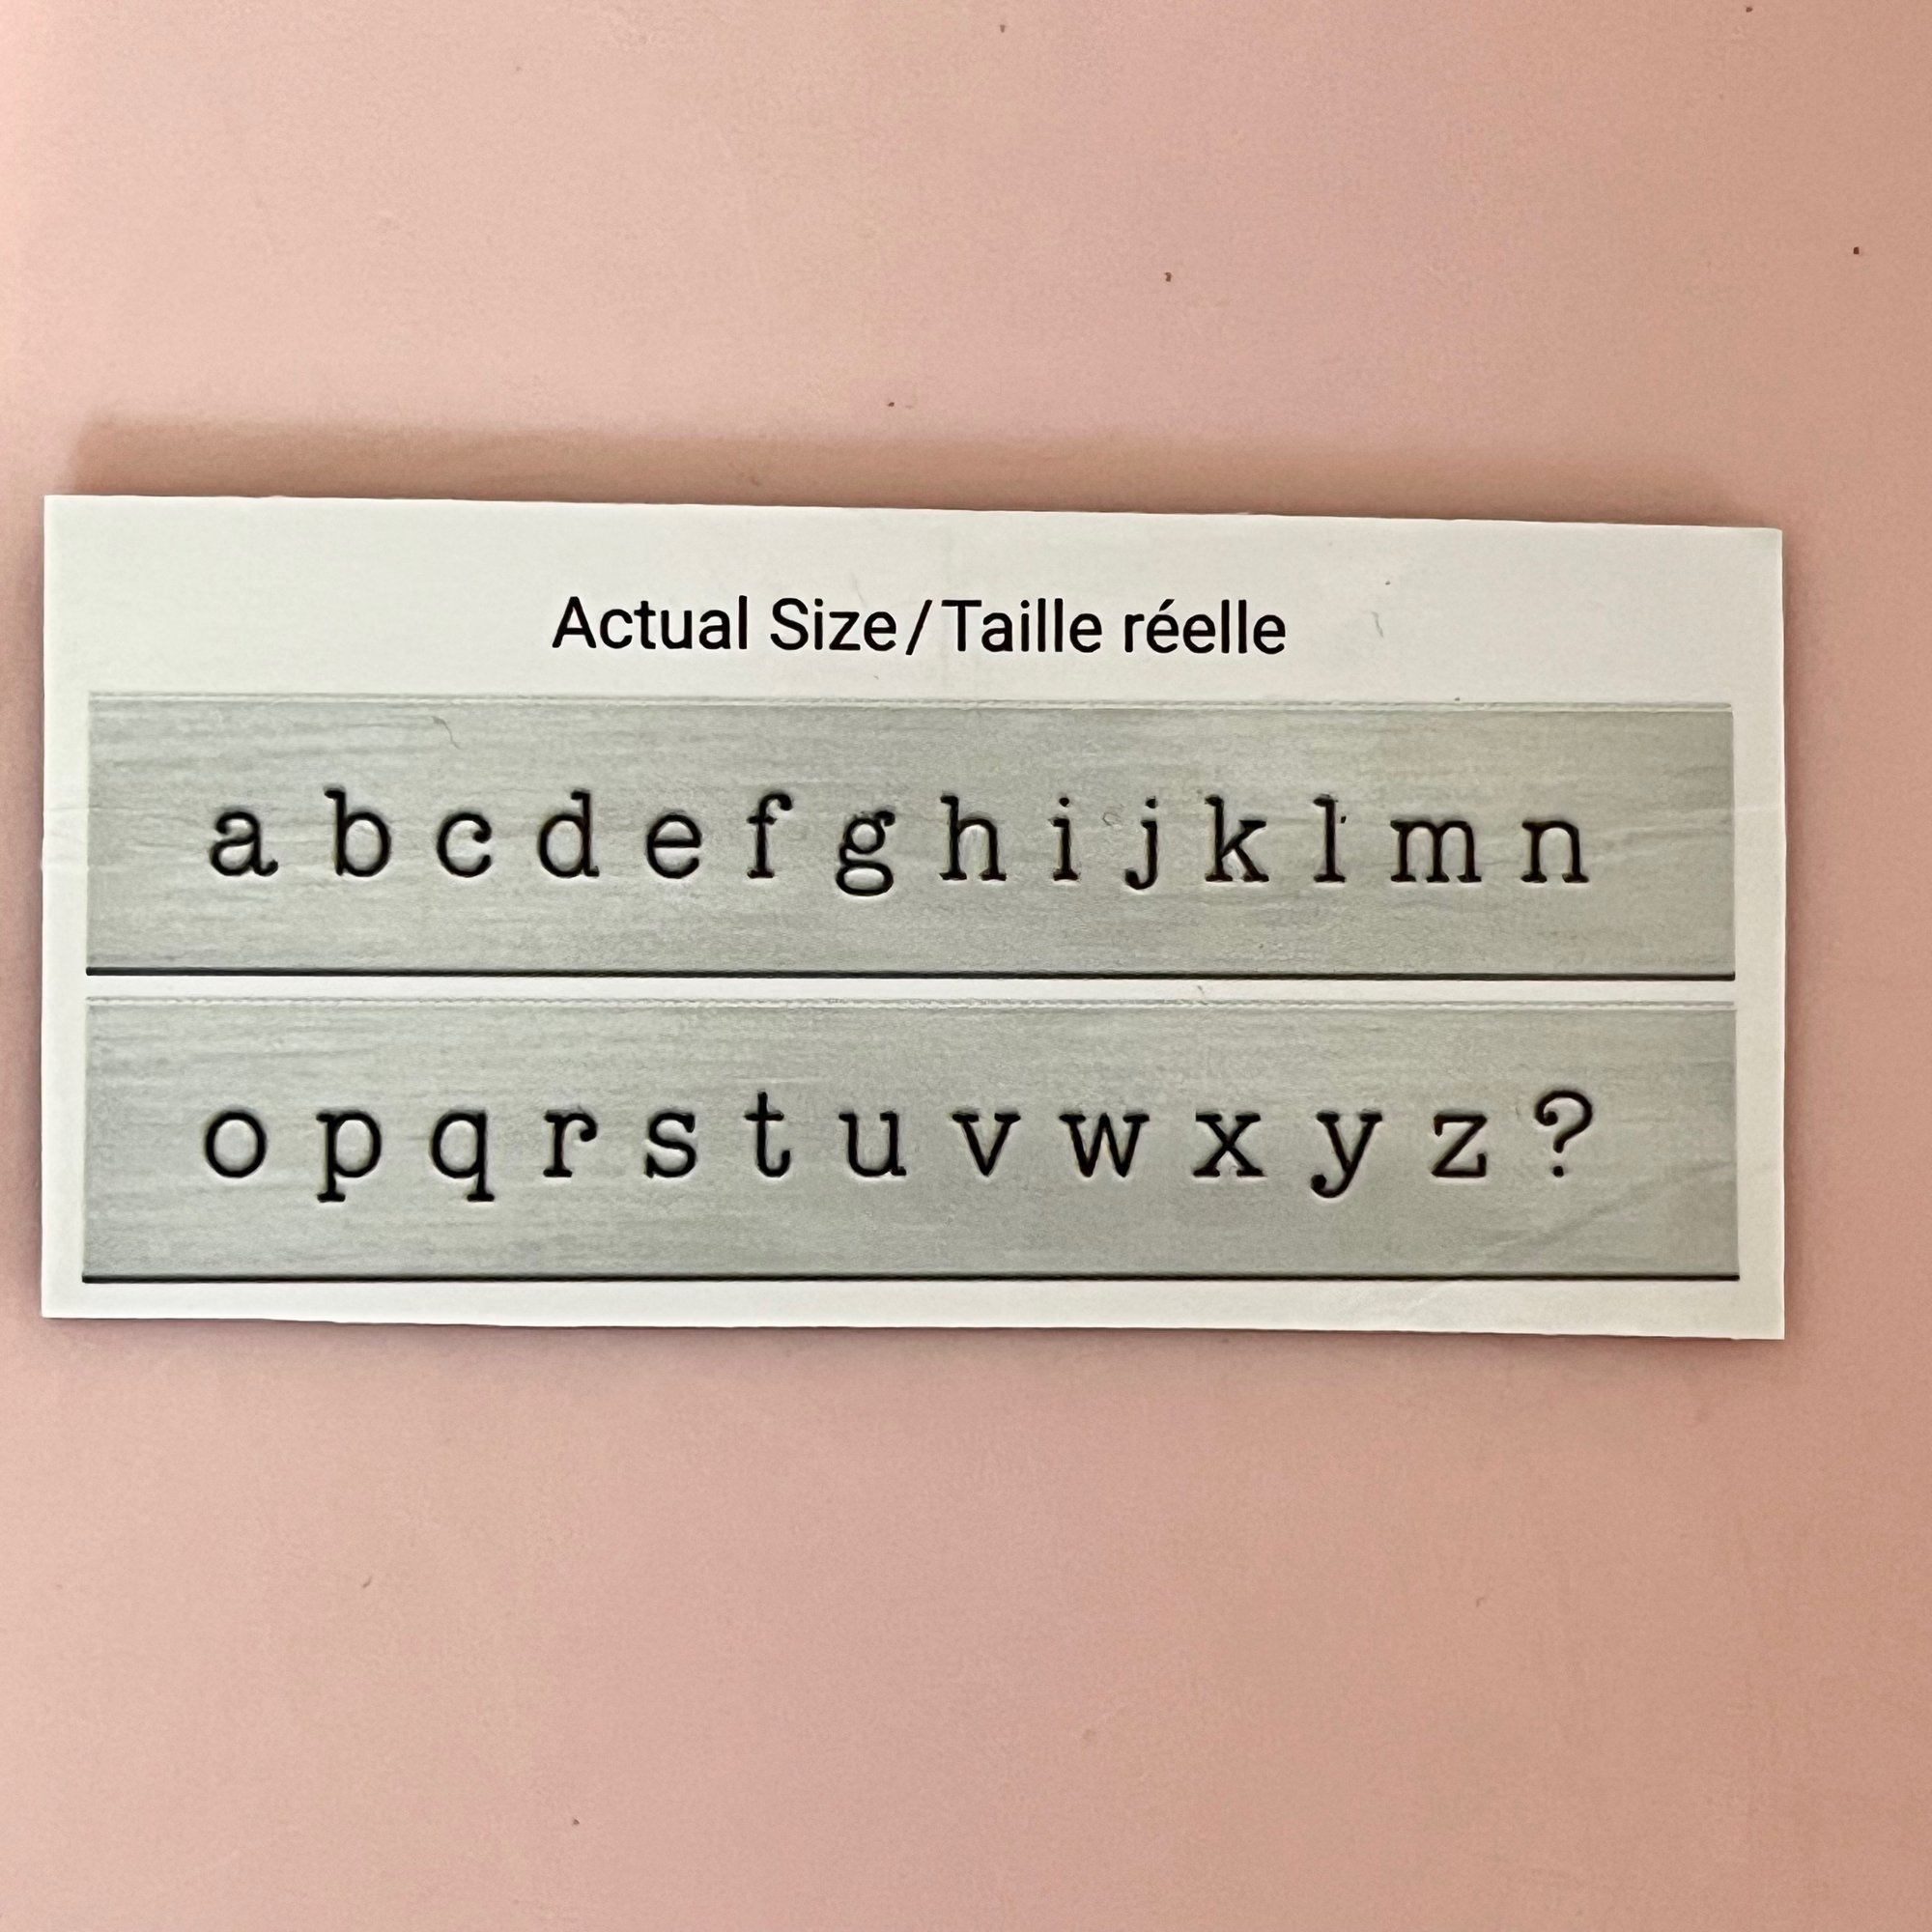 Actual Size/Taille réelle
a b c d e f g h i j k l m n
o p q r s t u v w x y z ?